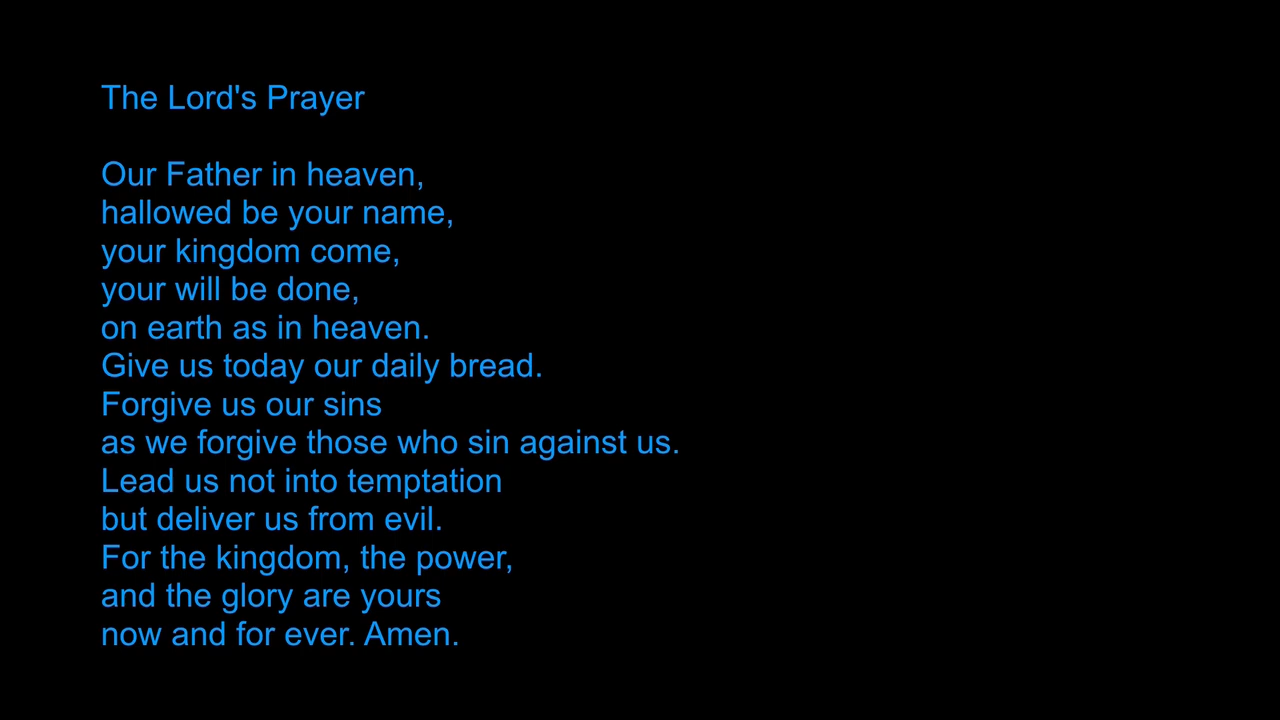 The Lord's Prayer
Our Father in heaven,
hallowed be your name,
your kingdom come,
your will be done,
on earth as in heaven.
Give us today our daily bread.
Forgive us our sins
as we forgive those who sin against us.
Lead us not into temptation
but deliver us from evil.
For the kingdom, the power,
and the glory are yours
now and for ever. Amen.